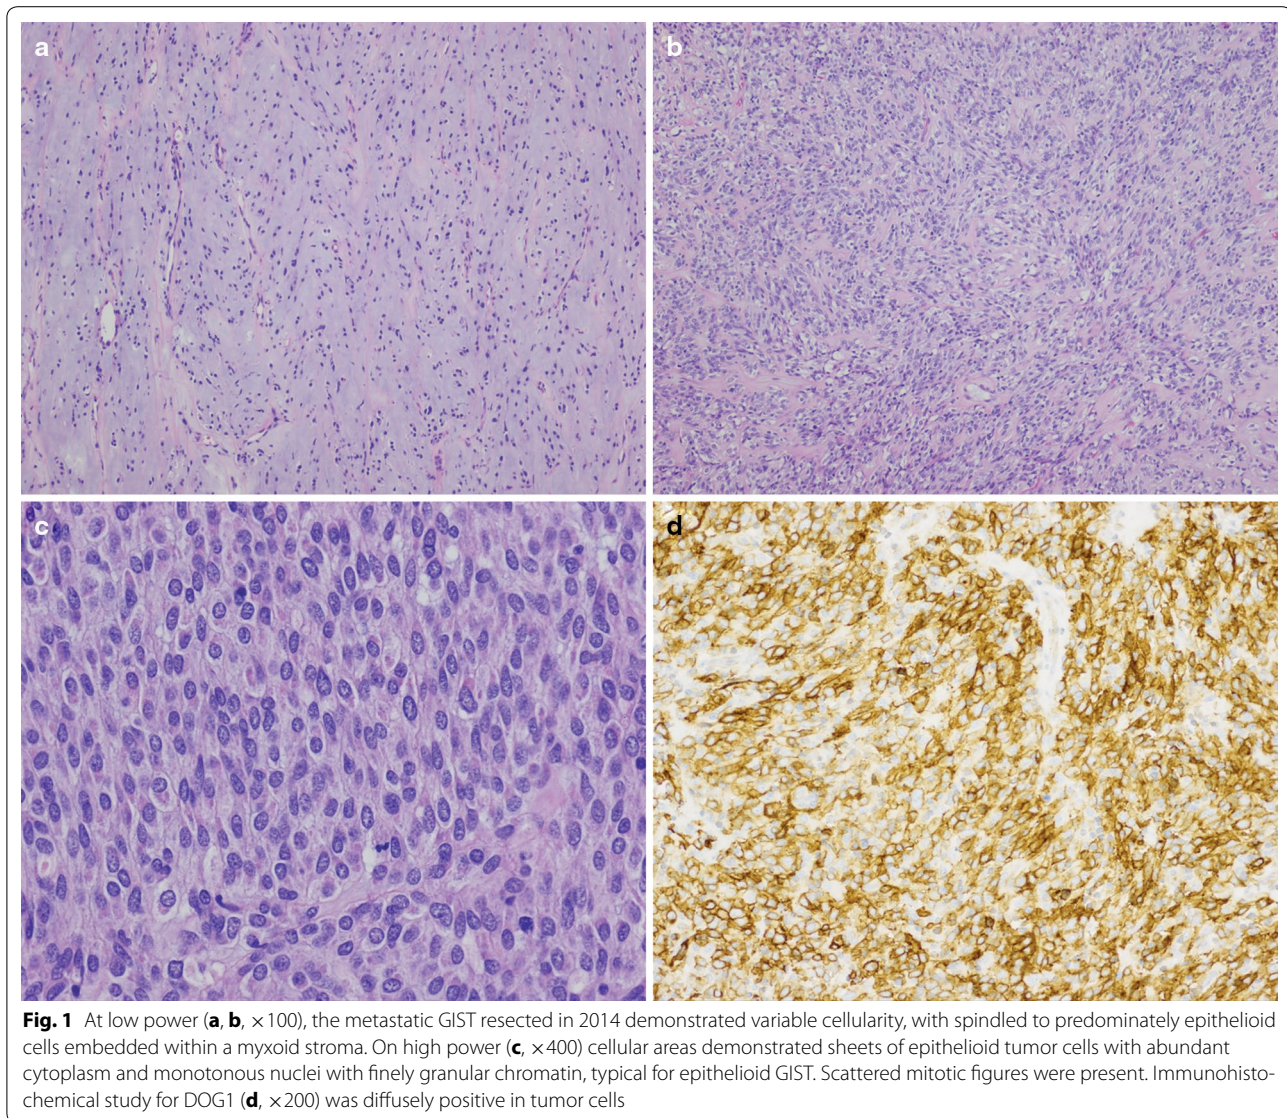 a
b
c
d
Fig. 1 At low power (a, b, ×100), the metastatic GIST resected in 2014 demonstrated variable cellularity, with spindled to predominately epithelioid
cells embedded within a myxoid stroma. On high power (c, ×400) cellular areas demonstrated sheets of epithelioid tumor cells with abundant
cytoplasm and monotonous nuclei with finely granular chromatin, typical for epithelioid GIST. Scattered mitotic figures were present. Immunohisto-
chemical study for DOG1 (d, ×200) was diffusely positive in tumor cells